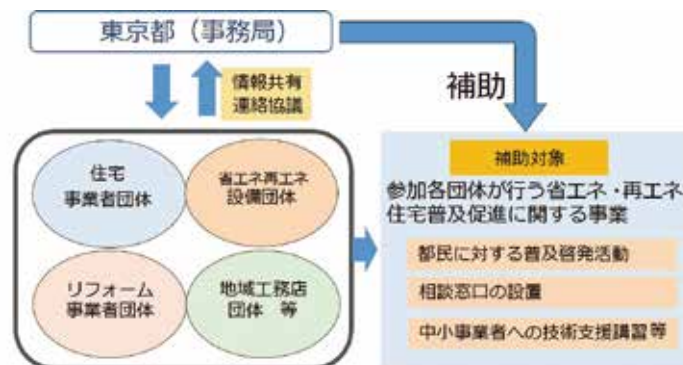 東京都（事務局）
情報共有
連絡協議
補助
住宅
事業者団体
省エネ再エネ
設備団体
リフォーム
事業者団体
地域工務店
団体 等
補助対象
参加各団体が行う省エネ・再エネ
住宅普及促進に関する事業
都民に対する普及啓発活動
相談窓口の設置
中小事業者への技術支援講習等